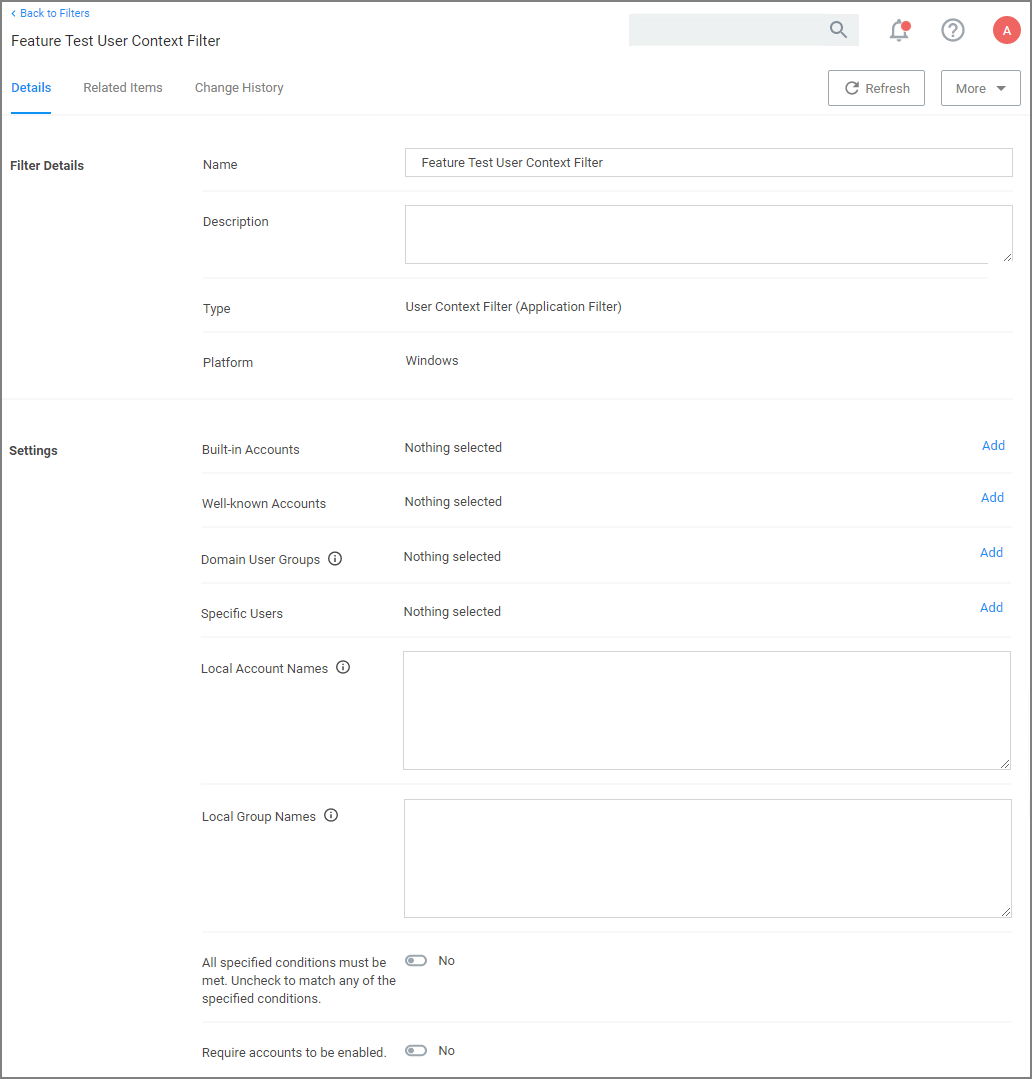 Back to Filters
Feature Test User Context Filter
A
Details
Related Items
Change History
Refresh
More
Filter Details
Name
Feature Test User Context Filter
Description
Type
User Context Filter (Application Filter)
Platform
Windows
Settings
Built-in Accounts
Nothing selected
Add
Well-known Accounts
Nothing selected
Add
Domain User Groups
Nothing selected
Add
Specific Users
Nothing selected
Add
Local Account Names
Local Group Names
All specified conditions must be
met. Uncheck to match any of the
specified conditions.
No
Require accounts to be enabled.
No